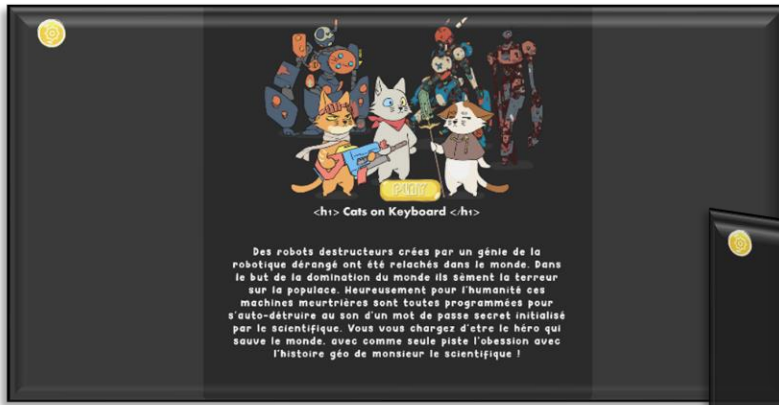 PLAY
<h1> Cats on Keyboard </h1>
Des robots destructeurs crées par un génie de la
robotique dérangé ont été relachés dans le monde. Dans
le but de la domination du monde ils sèment la terreur
sur la populace. Heureusement pour l'humanité ces
machines meurtrières sont toutes programmées pour
s'auto-détruire au son d'un mot de passe secret initialisé
par le scientifique. Vous vous chargez d'etre le héro qui
sauve le monde, avec comme seule piste l'obession avec
l'histoire géo de monsieur le scientifique !